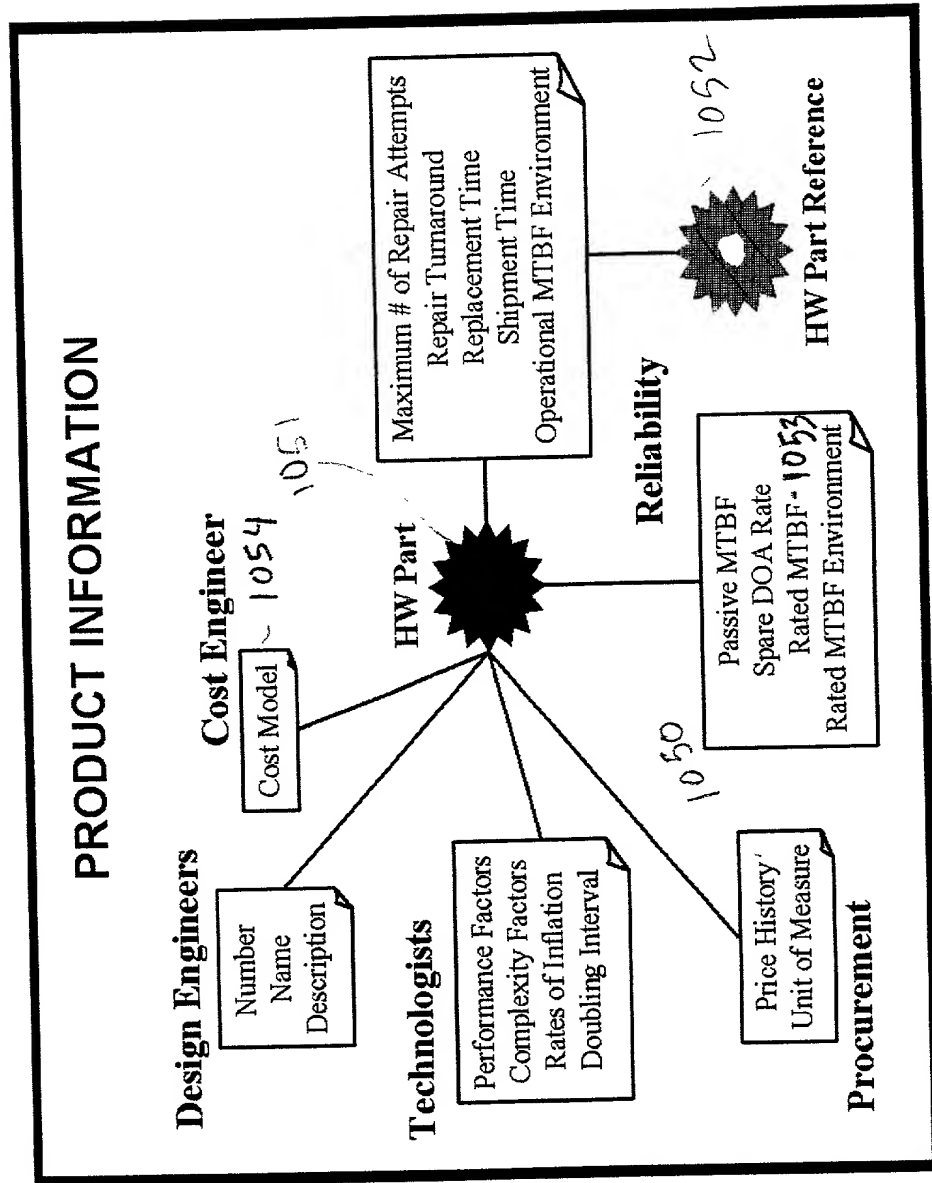 PRODUCT INFORMATION
Design Engineers
Number
Name
Description
Cost Engineer
Cost Model
1054
1051
HW Part
Maximum # of Repair Attempts
Repair Turnaround
Replacement Time
Shipment Time
Operational MTBF Environment
Technologists
Performance Factors
Complexity Factors
Rates of Inflation
Doubling Interval
1050
Procurement
Price History
Unit of Measure
Reliability
Passive MTBF
Spare DOA Rate
Rated MTBF-1053
Rated MTBF Environment
1052
HW Part Reference